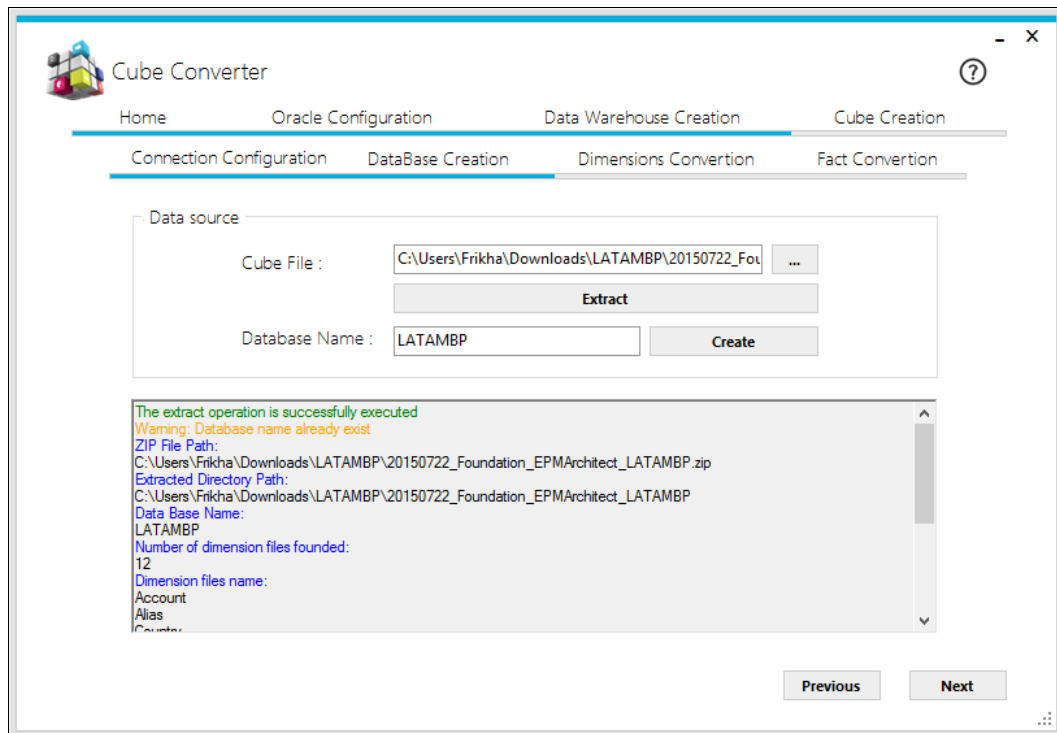 Cube Converter
?
Home Oracle Configuration Data Warehouse Creation Cube Creation
Connection Configuration DataBase Creation Dimensions Convertion Fact Convertion
Data source
Cube File :
C:\Users\Frikha\Downloads\LATAMBP\20150722_Fou
...
Extract
Database Name :
LATAMBP
Create
The extract operation is successfully executed
Warning: Database name already exist
ZIP File Path:
C:\Users\Frikha\Downloads\LATAMBP\20150722_Foundation_EPMArchitect_LATAMBP.zip
Extracted Directory Path:
C:\Users\Frikha\Downloads\LATAMBP\20150722_Foundation_EPMArchitect_LATAMBP
Data Base Name:
LATAMBP
Number of dimension files founded:
12
Dimension files name:
Account
Alias
Country
Previous Next